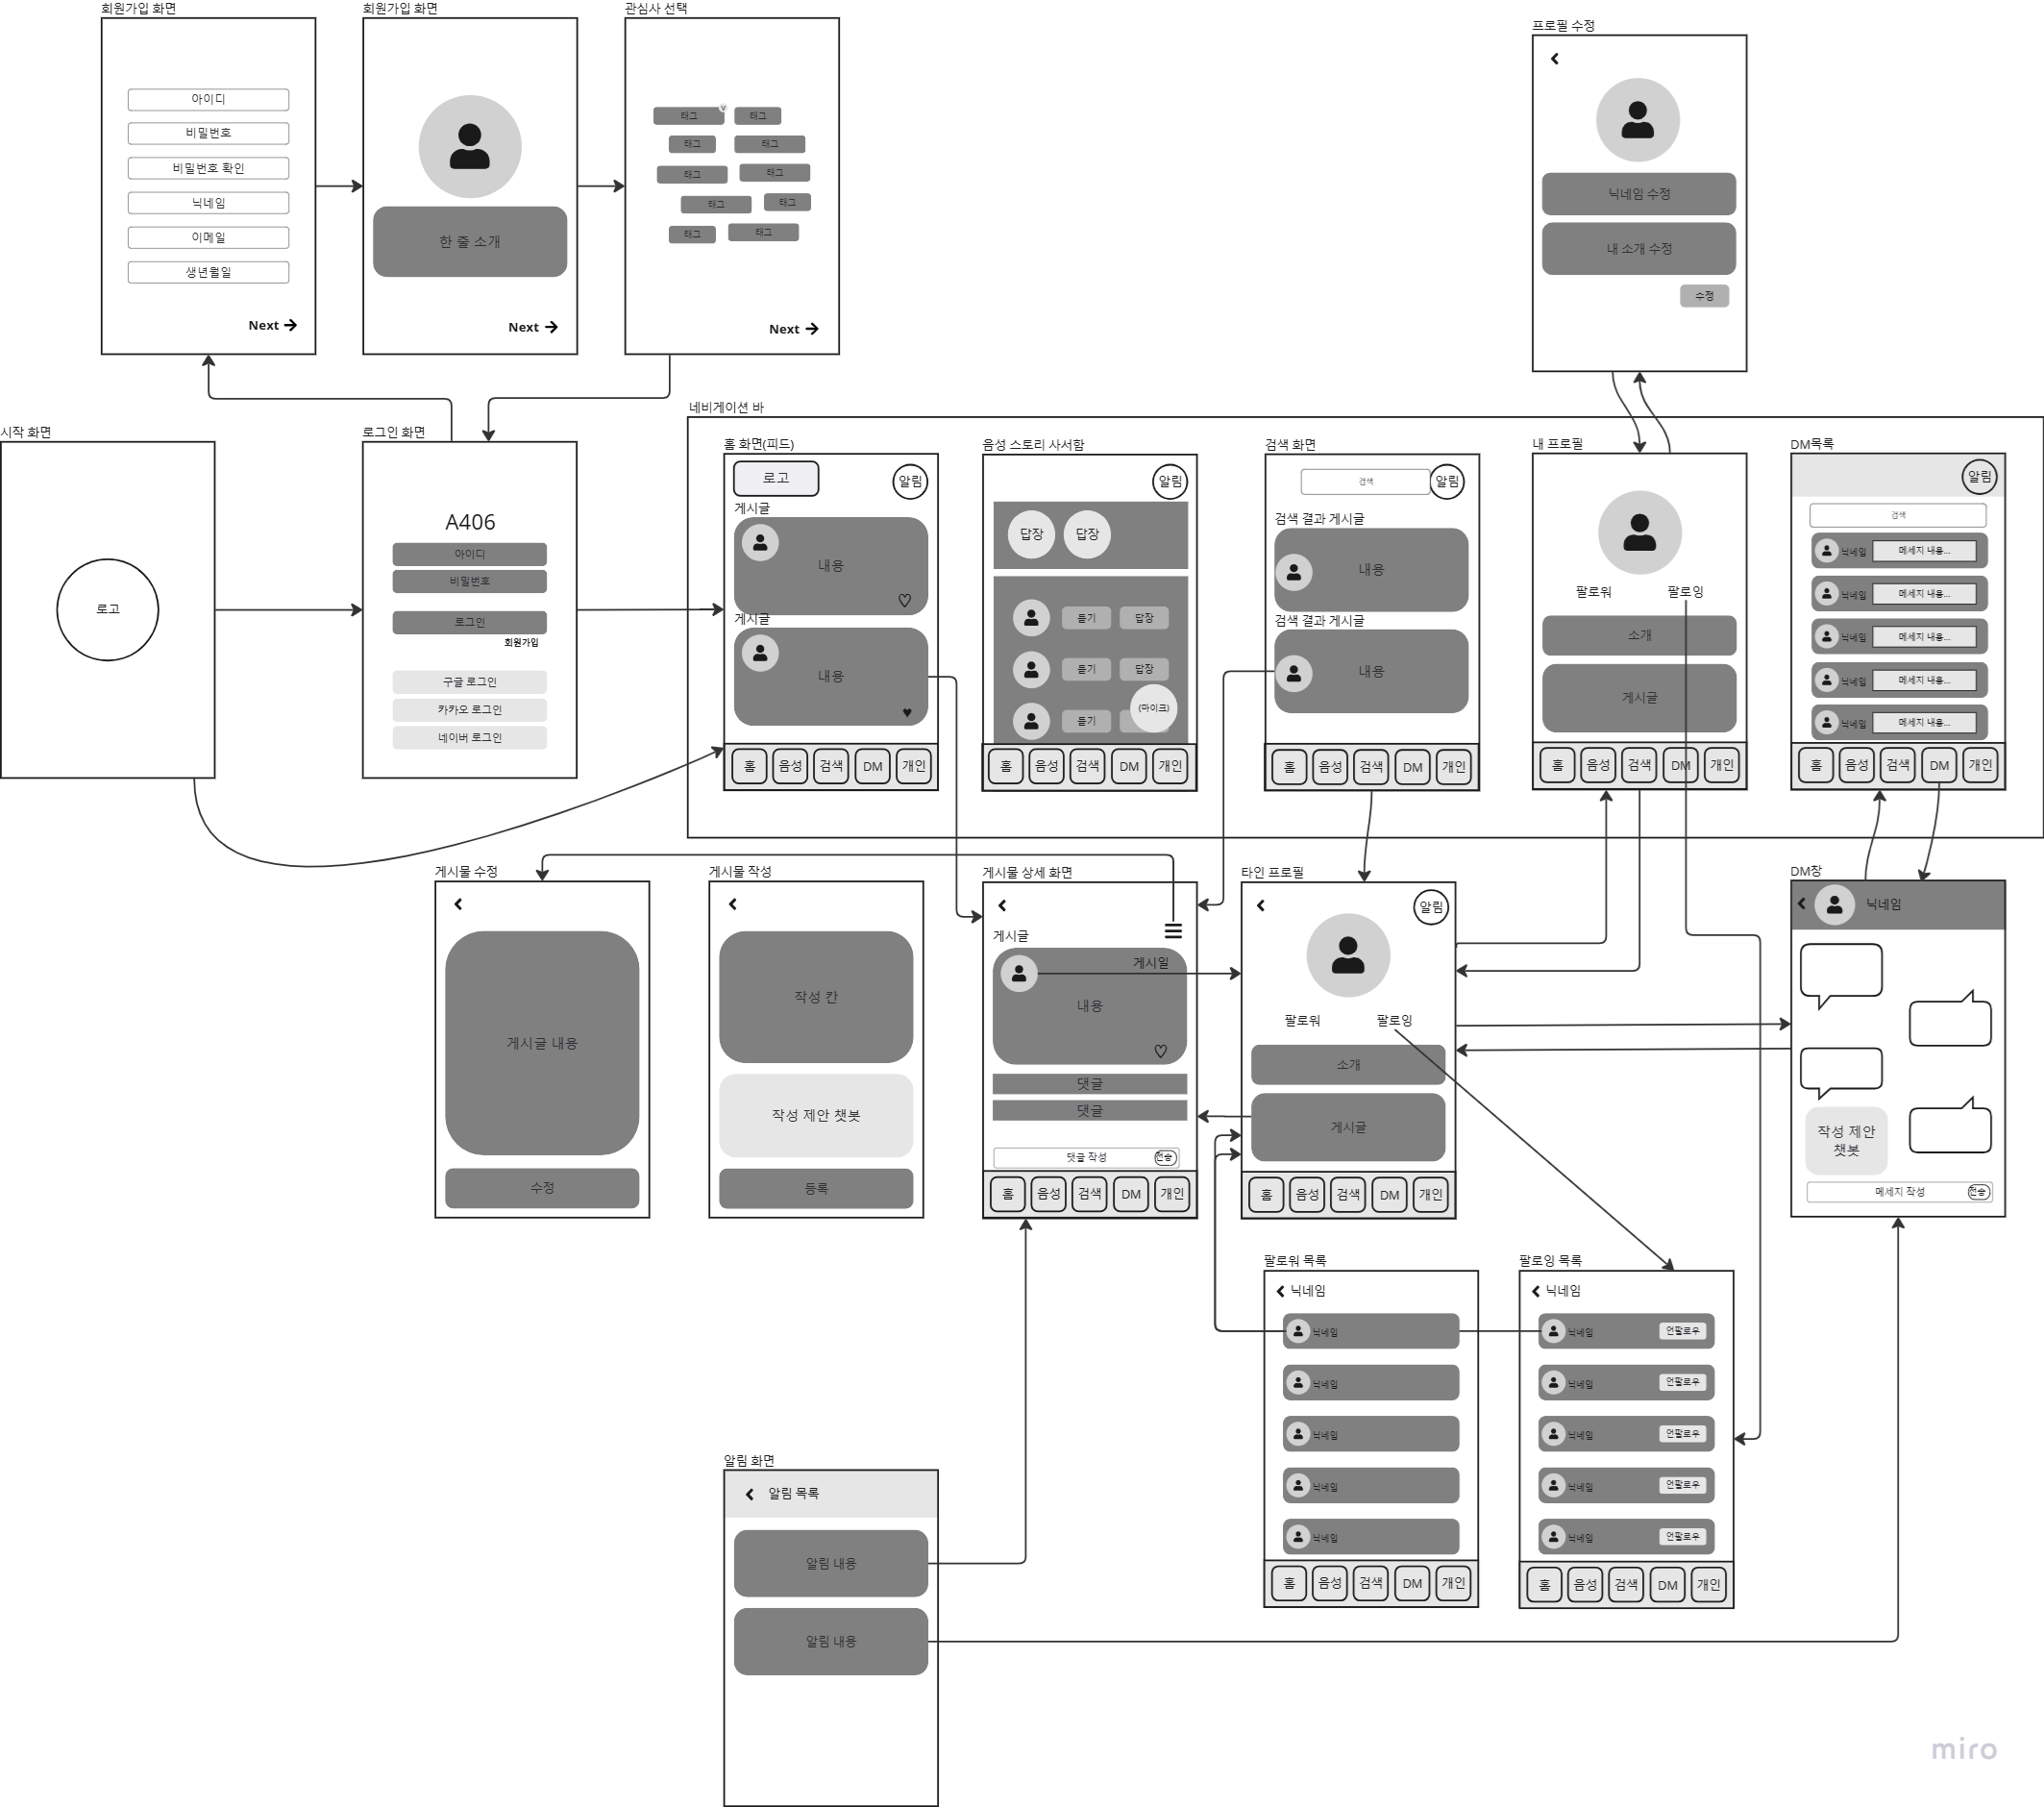 회원가입 화면
아이디
비밀번호
비밀번호 확인
닉네임
이메일
생년월일
Next
회원가입 화면
한 줄 소개
Next
관심사 선택
태그
v
태그
태그
태그
태그
태그
태그
태그
태그
태그
Next
프로필 수정
닉네임 수정
내 소개 수정
수정
시작 화면
로고
로그인 화면
A406
아이디
비밀번호
로그인
회원가입
구글 로그인
카카오 로그인
네이버 로그인
네비게이션 바
홈 화면(피드)
로고
알림
게시글
내용
게시글
내용
홈 음성 검색 DM 개인
음성 스토리 사서함
알림
답장 답장
듣기 답장
듣기 답장
듣기
(마이크)
홈 음성 검색 DM 개인
검색 화면
검색
알림
검색 결과 게시글
내용
검색 결과 게시글
내용
홈 음성 검색 DM 개인
내 프로필
팔로워 팔로잉
소개
게시글
홈 음성 검색 DM 개인
DM목록
알림
검색
닉네임 메세지 내용...
닉네임 메세지 내용...
닉네임 메세지 내용...
닉네임 메세지 내용...
닉네임 메세지 내용...
홈 음성 검색 DM 개인
게시물 수정
게시글 내용
수정
게시물 작성
작성 칸
작성 제안 챗봇
등록
게시물 상세 화면
게시글
게시일
내용
댓글
댓글
댓글 작성 전송
홈 음성 검색 DM 개인
타인 프로필
알림
팔로워 팔로잉
소개
게시글
홈 음성 검색 DM 개인
DM창
닉네임
작성 제안
챗봇
메세지 작성 전송
팔로워 목록
닉네임
닉네임
닉네임
닉네임
닉네임
닉네임
홈 음성 검색 DM 개인
팔로잉 목록
닉네임
닉네임 언팔로우
닉네임 언팔로우
닉네임 언팔로우
닉네임 언팔로우
닉네임 언팔로우
홈 음성 검색 DM 개인
알림 화면
알림 목록
알림 내용
알림 내용
miro